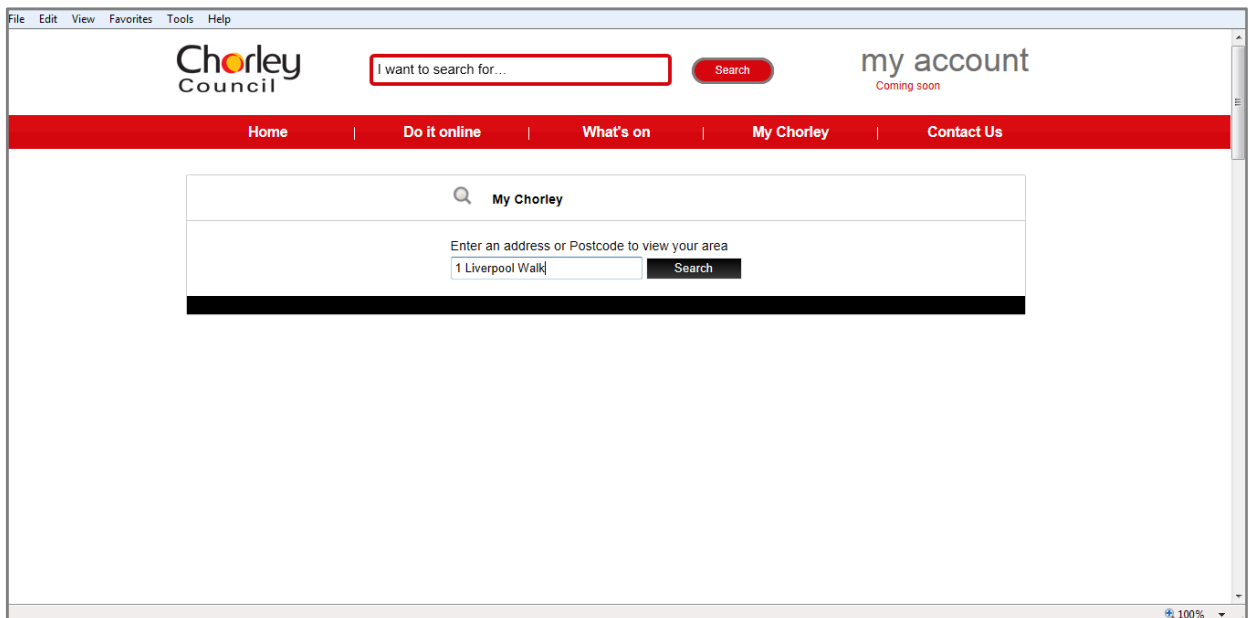 File Edit View Favorites Tools Help
Chorley
Council
I want to search for...
Search
my account
Coming soon
Home Do it online What's on My Chorley Contact Us
My Chorley
Enter an address or Postcode to view your area
1 Liverpool Walk
Search
100%